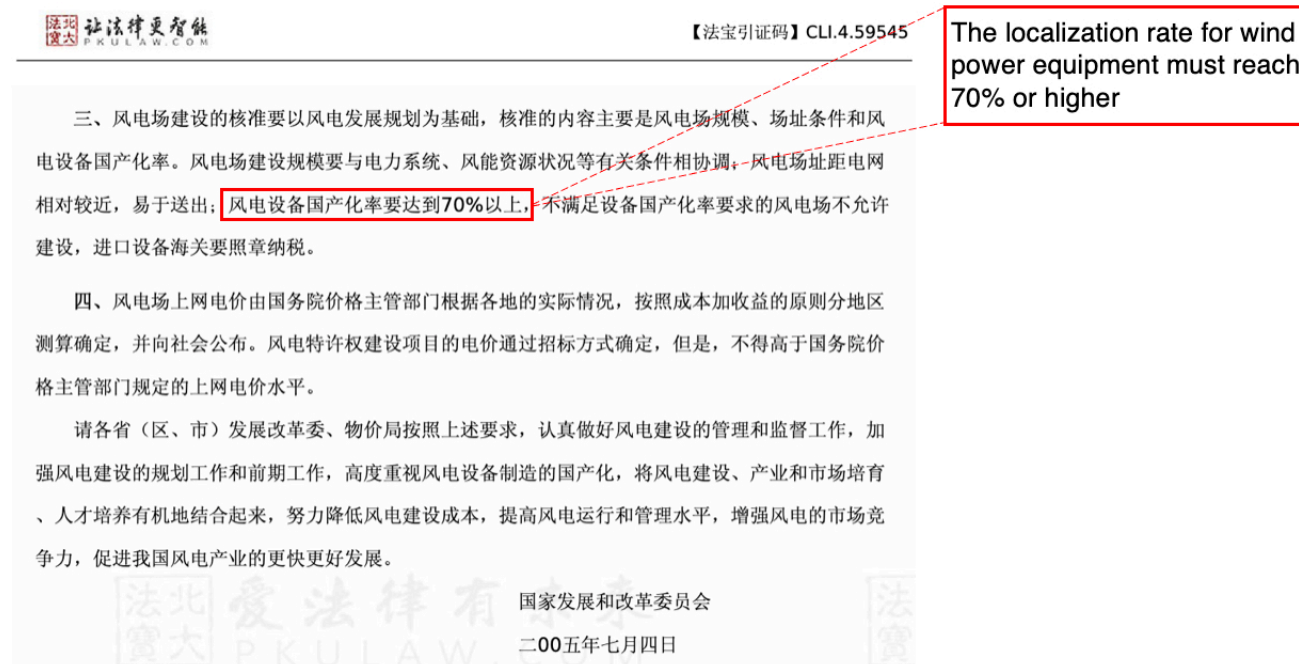 法北寶大 让法律更智能
PKULAW.COM
【法宝引证码】CLI.4.59545
The localization rate for wind
power equipment must reach
70% or higher
三、风电场建设的核准要以风电发展规划为基础，核准的内容主要是风电场规模、场址条件和风
电设备国产化率。风电场建设规模要与电力系统、风能资源状况等有关条件相协调；风电场址距电网
相对较近，易于送出；风电设备国产化率要达到70%以上，不满足设备国产化率要求的风电场不允许
建设，进口设备海关要照章纳税。
四、风电场上网电价由国务院价格主管部门根据各地的实际情况，按照成本加收益的原则分地区
测算确定，并向社会公布。风电特许权建设项目的电价通过招标方式确定，但是，不得高于国务院价
格主管部门规定的上网电价水平。
请各省（区、市）发展改革委、物价局按照上述要求，认真做好风电建设的管理和监督工作，加
强风电建设的规划工作和前期工作，高度重视风电设备制造的国产化，将风电建设、产业和市场培育
、人才培养有机地结合起来，努力降低风电建设成本，提高风电运行和管理水平，增强风电的市场竞
争力，促进我国风电产业的更快更好发展。
国家发展和改革委员会
二00五年七月四日
法北寶大 爱法律有未来 法寶
PKULAW.COM